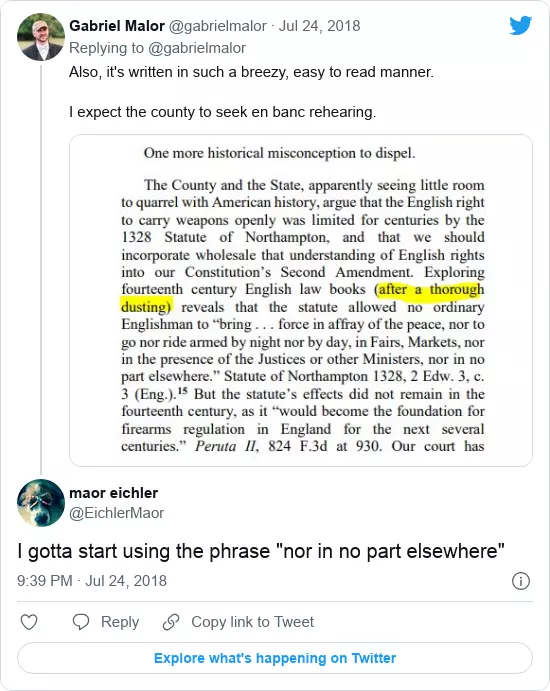 Gabriel Malor @gabrielmalor · Jul 24, 2018
Replying to @gabrielmalor
Also, it's written in such a breezy, easy to read manner.
I expect the county to seek en banc rehearing.
One more historical misconception to dispel.
The County and the State, apparently seeing little room
to quarrel with American history, argue that the English right
to carry weapons openly was limited for centuries by the
1328 Statute of Northampton, and that we should
incorporate wholesale that understanding of English rights
into our Constitution's Second Amendment. Exploring
fourteenth century English law books (after a thorough
dusting) reveals that the statute allowed no ordinary
Englishman to “bring . . . force in affray of the peace, nor to
go nor ride armed by night nor by day, in Fairs, Markets, nor
in the presence of the Justices or other Ministers, nor in no
part elsewhere.” Statute of Northampton 1328, 2 Edw. 3, c.
3 (Eng.).15 But the statute's effects did not remain in the
fourteenth century, as it “would become the foundation for
firearms regulation in England for the next several
centuries.” Peruta II, 824 F.3d at 930. Our court has
maor eichler
@EichlerMaor
I gotta start using the phrase "nor in no part elsewhere"
9:39 PM · Jul 24, 2018
Reply
Copy link to Tweet
Explore what's happening on Twitter